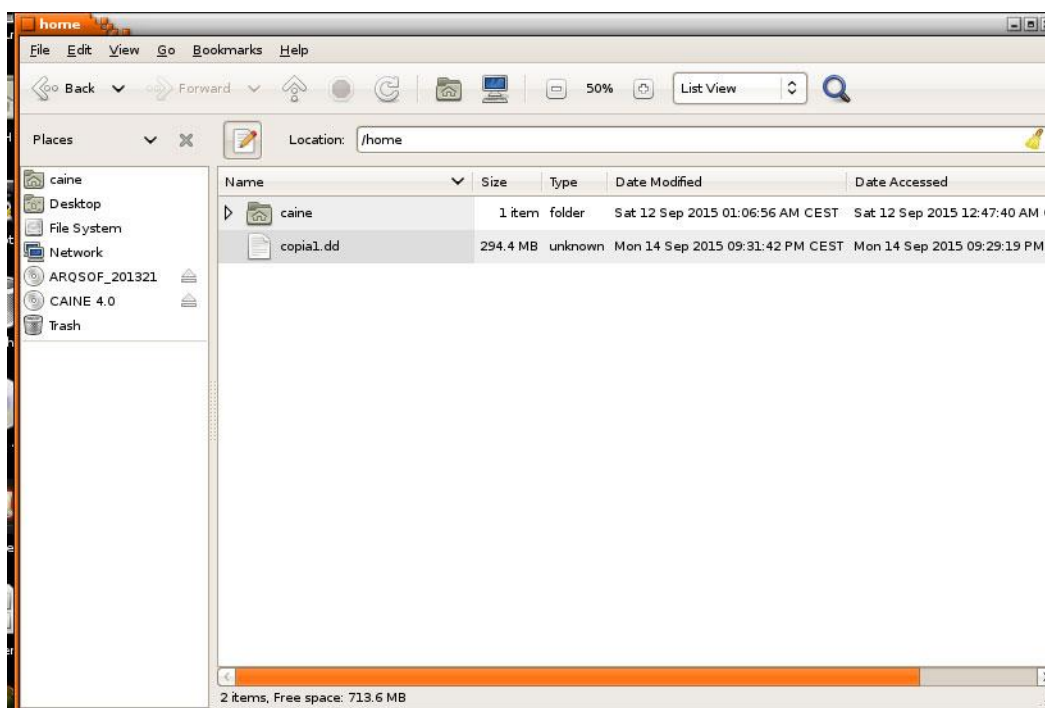 home
File Edit View Go Bookmarks Help
Back Forward 50% List View
Places Location: /home
caine
Desktop
File System
Network
ARQSOF_201321
CAINE 4.0
Trash
Name Size Type Date Modified Date Accessed
caine 1 item folder Sat 12 Sep 2015 01:06:56 AM CEST Sat 12 Sep 2015 12:47:40 AM
copia1.dd 294.4 MB unknown Mon 14 Sep 2015 09:31:42 PM CEST Mon 14 Sep 2015 09:29:19 PM
2 items, Free space: 713.6 MB